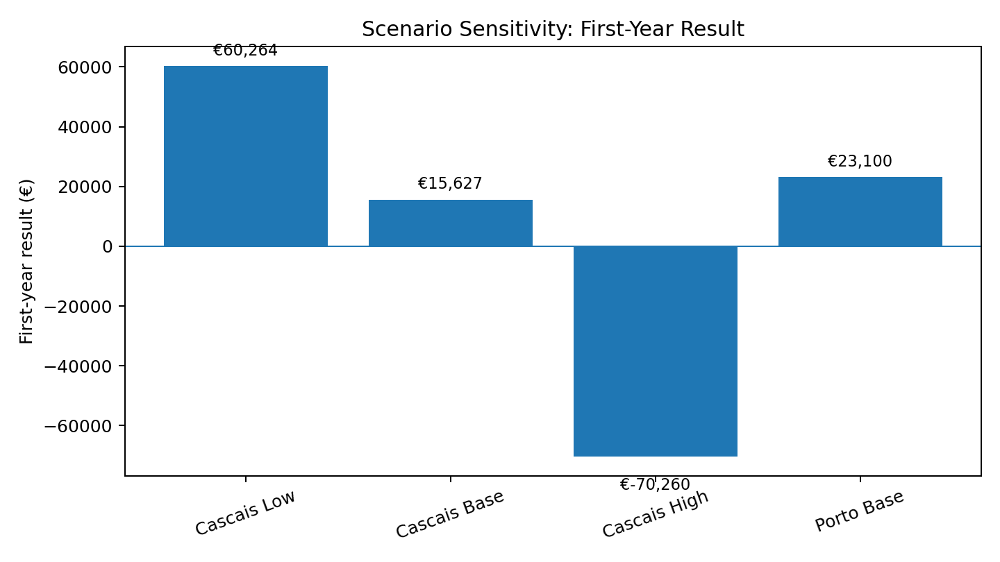 Scenario Sensitivity: First-Year Result
First-year result (€)
60000
40000
20000
0
−20000
−40000
−60000
€60,264
€15,627
€-70,260
€23,100
Cascais Low
Cascais Base
Cascais High
Porto Base